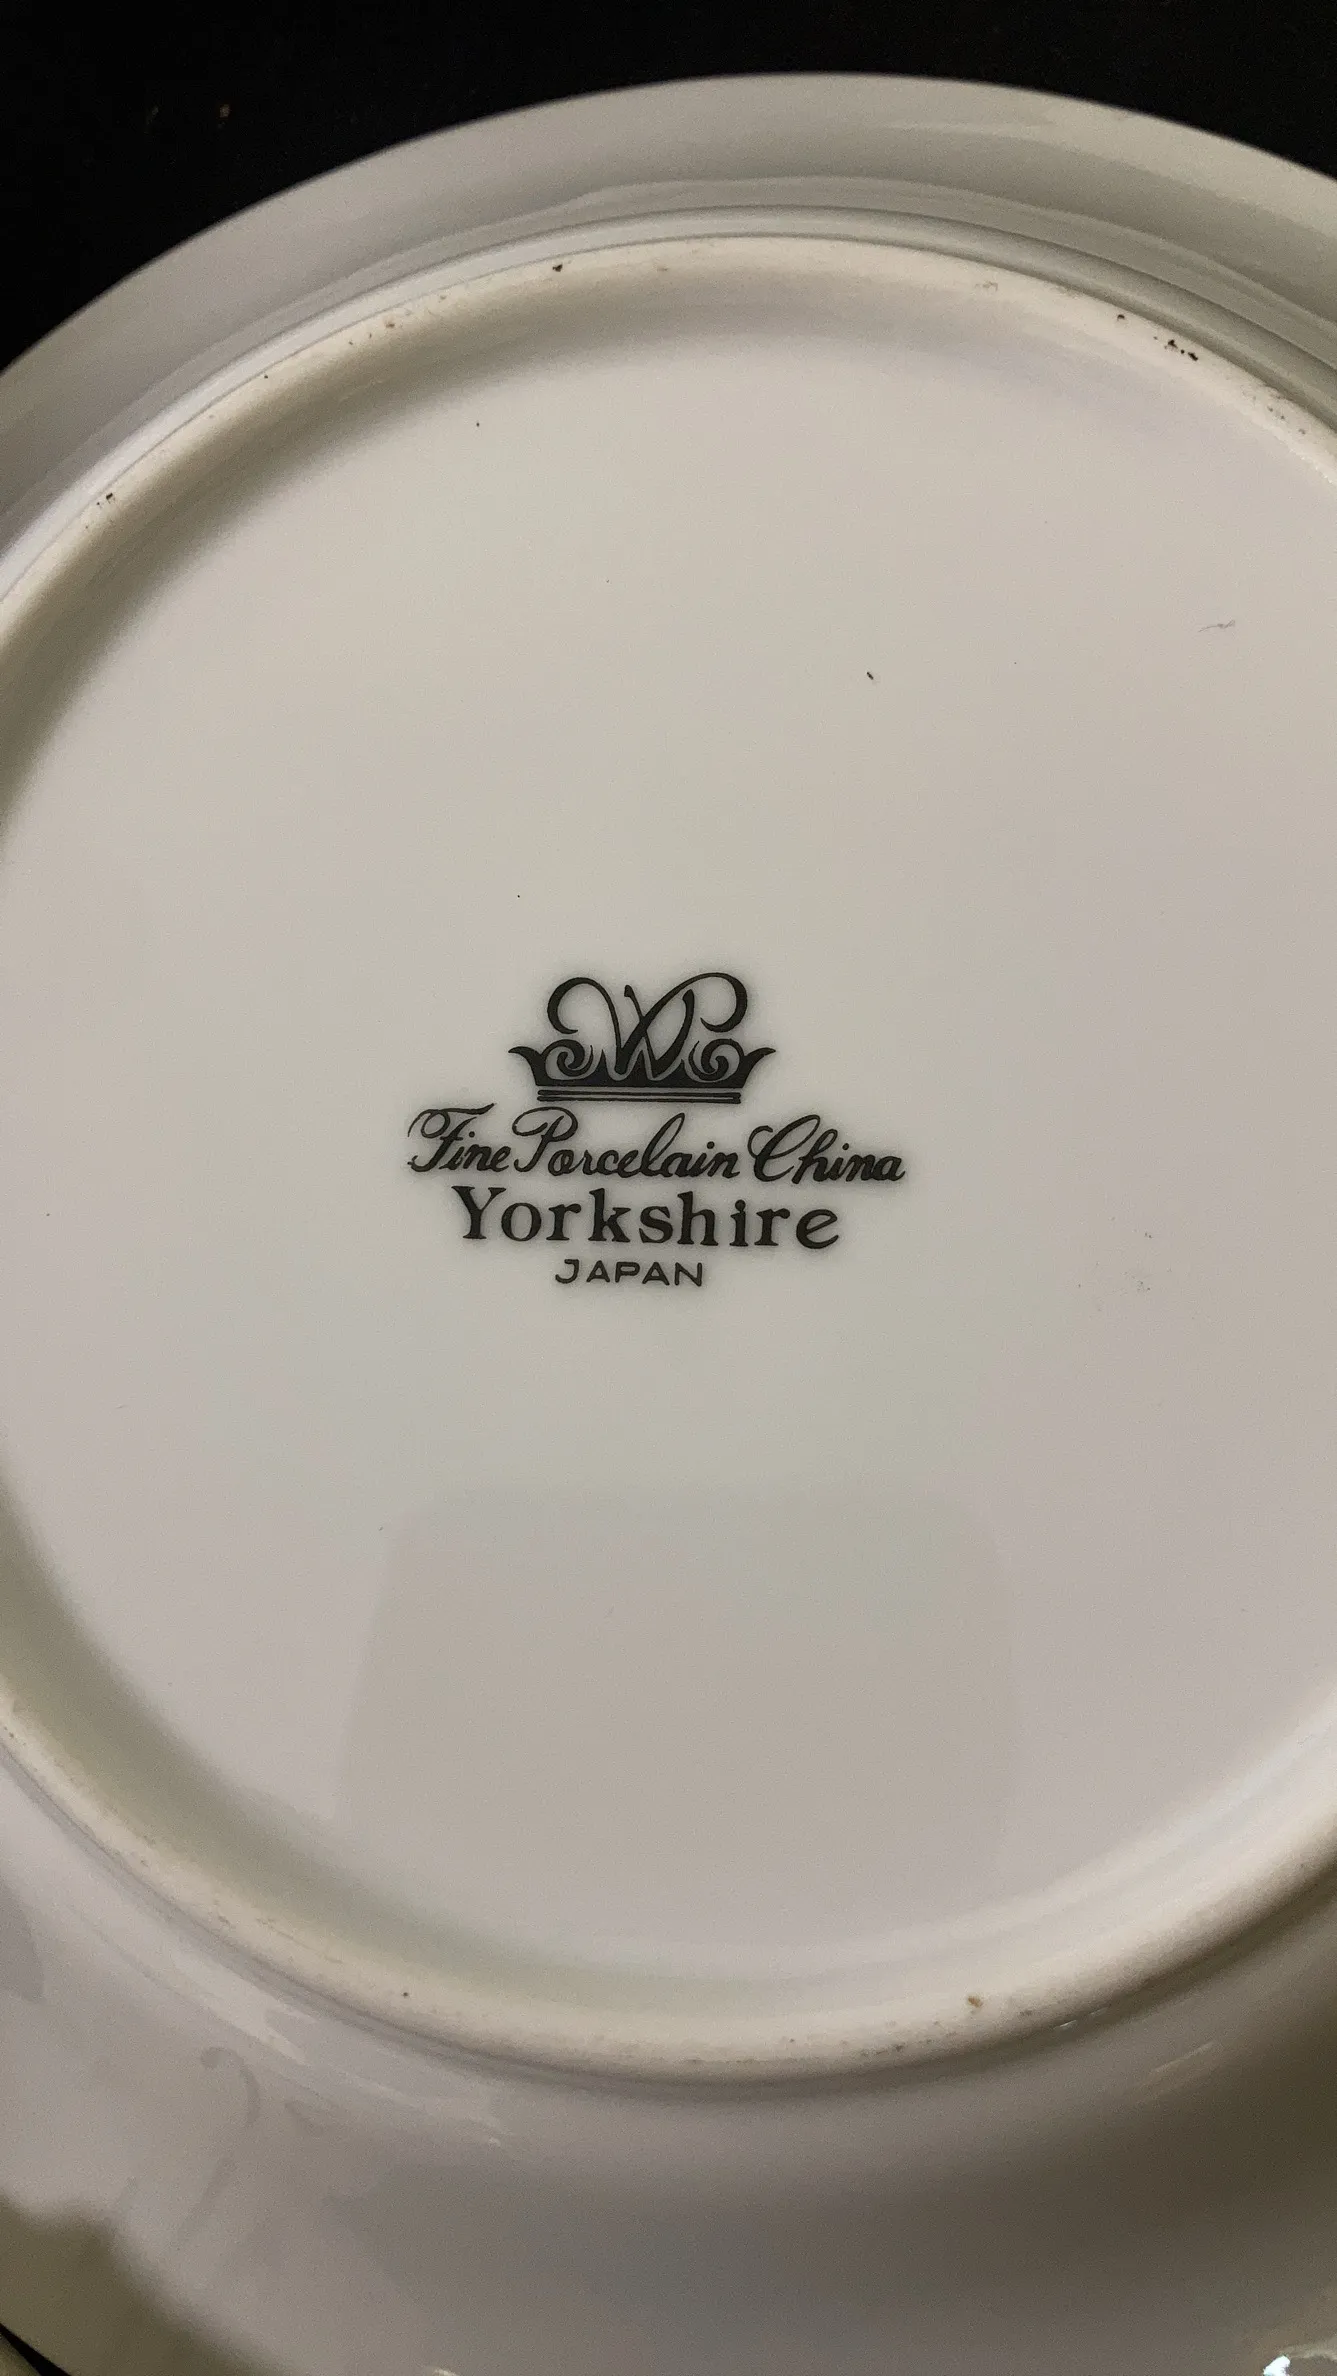 W
Fine Porcelain China
Yorkshire
JAPAN